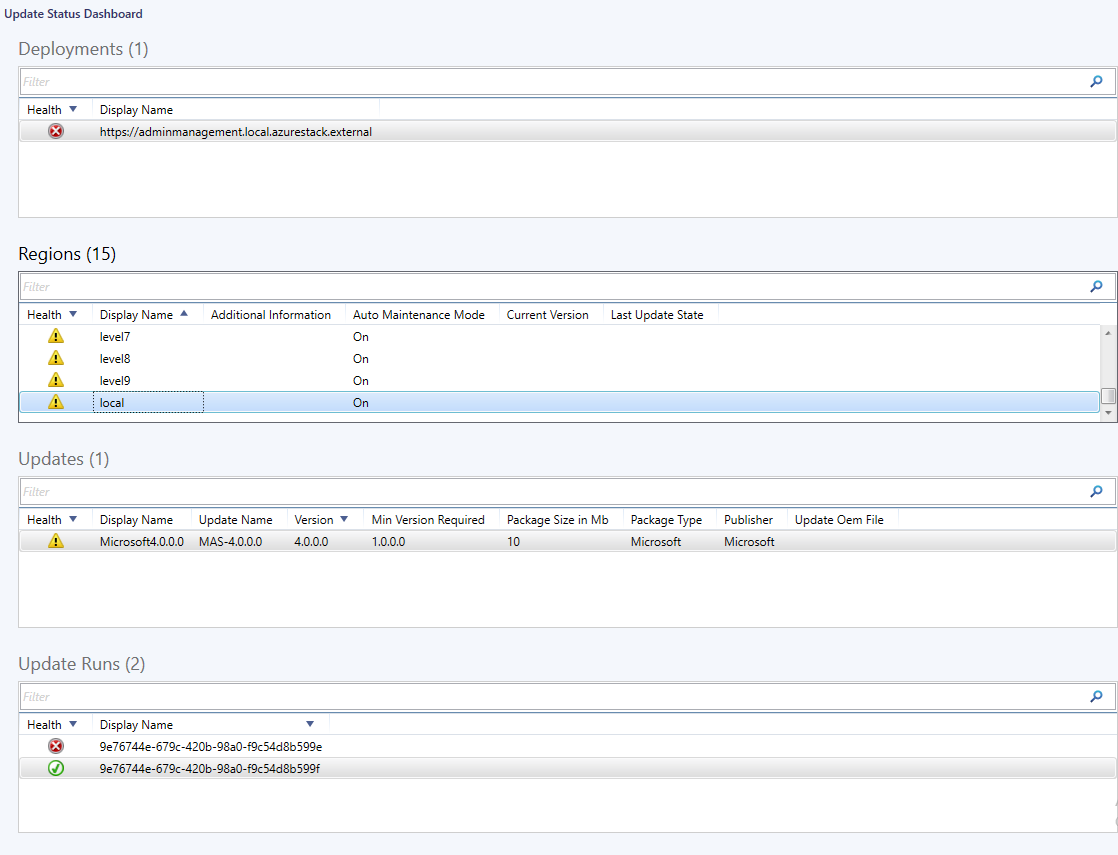 Update Status Dashboard
Deployments (1)
Filter
Health Display Name
https://adminmanagement.local.azurestack.external
Regions (15)
Filter
Health Display Name Additional Information Auto Maintenance Mode Current Version Last Update State
level7 On
level8 On
level9 On
local On
Updates (1)
Filter
Health Display Name Update Name Version Min Version Required Package Size in Mb Package Type Publisher Update Oem File
Microsoft4.0.0.0 MAS-4.0.0.0 4.0.0.0 1.0.0.0 10 Microsoft Microsoft
Update Runs (2)
Filter
Health Display Name
9e76744e-679c-420b-98a0-f9c54d8b599e
9e76744e-679c-420b-98a0-f9c54d8b599f